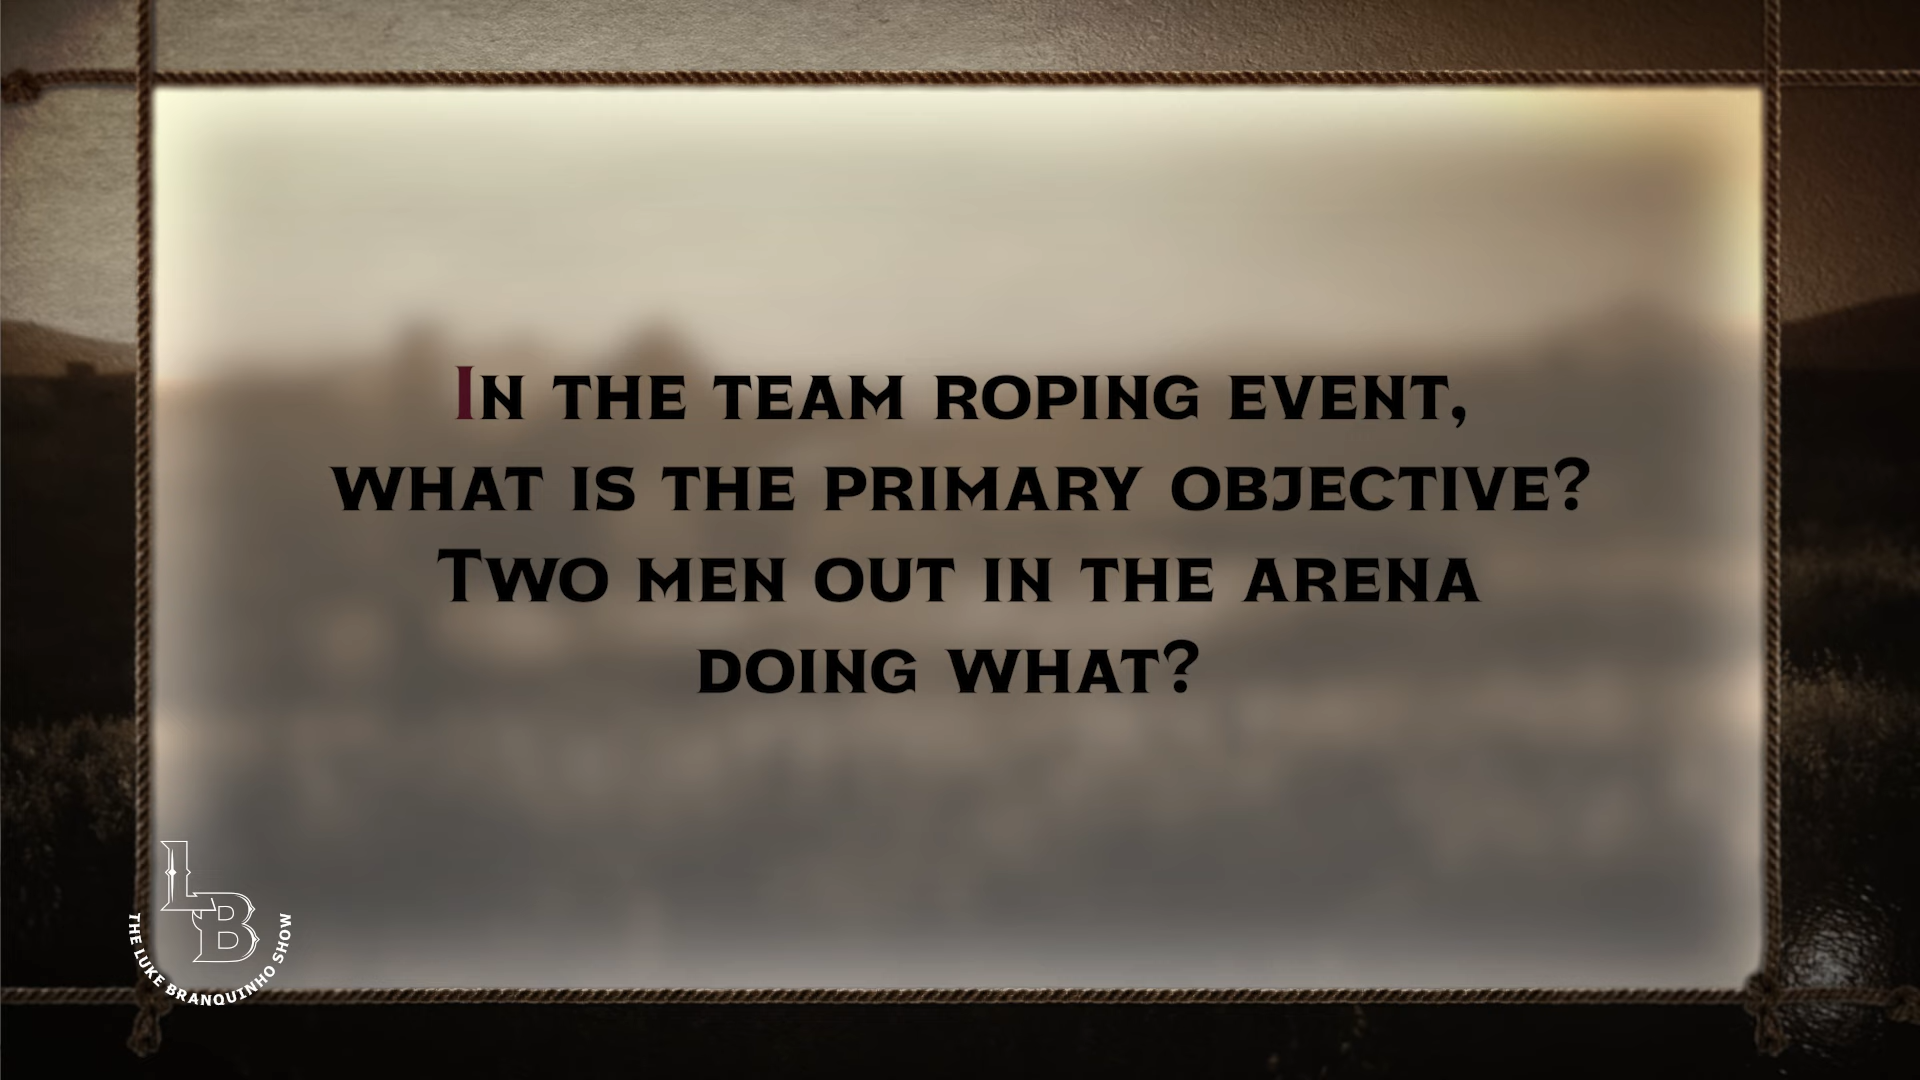 In the team roping event,
what is the primary objective?
Two men out in the arena
doing what?
LB
THE LUKE BRANQUINHO SHOW